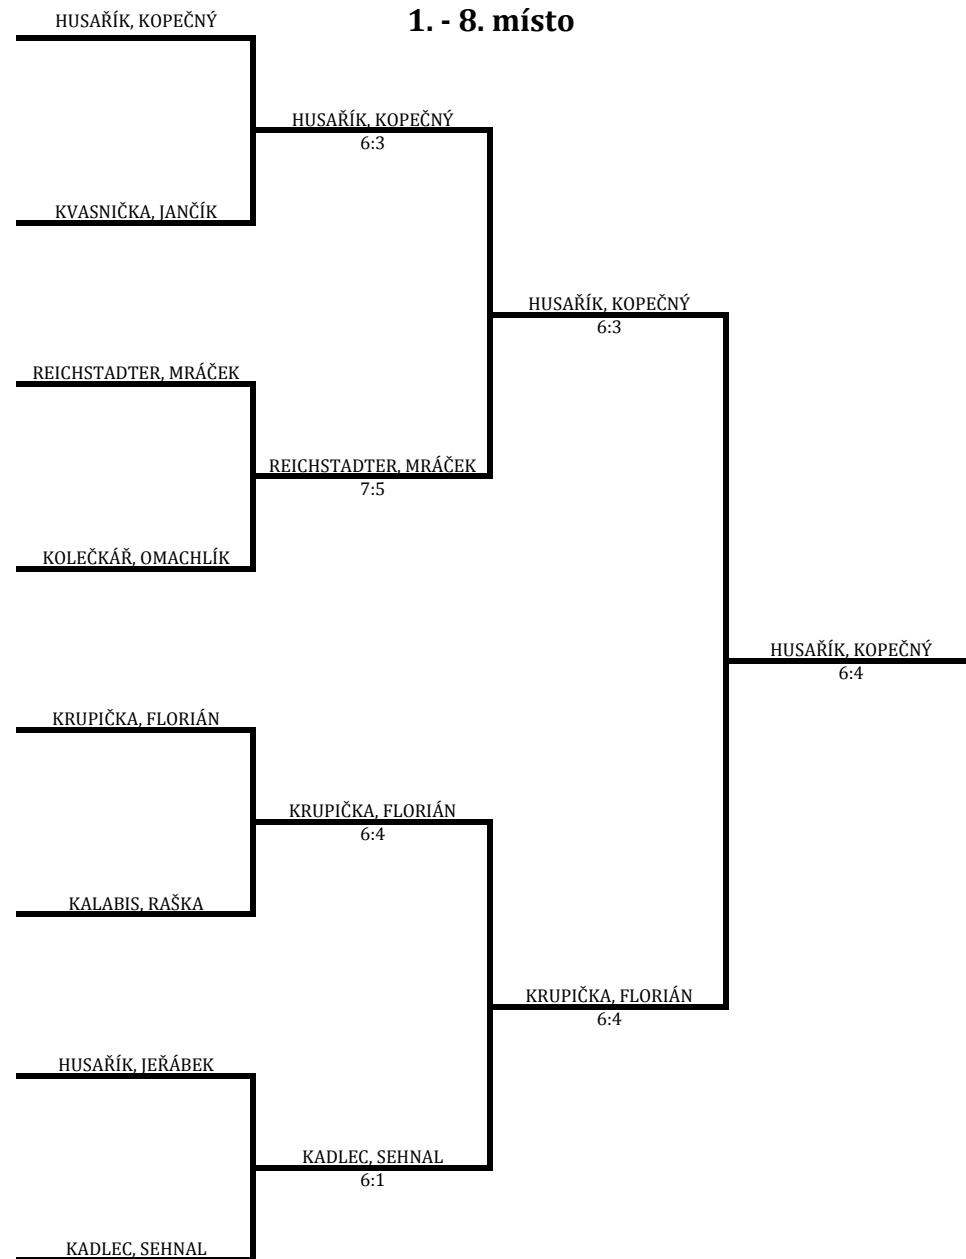 1. - 8. místo
HUSAŘÍK, KOPEČNÝ
HUSAŘÍK, KOPEČNÝ
6:3
KVASNIČKA, JANČÍK
HUSAŘÍK, KOPEČNÝ
6:3
REICHSTADTER, MRÁČEK
REICHSTADTER, MRÁČEK
7:5
KOLEČKÁŘ, OMACHLÍK
HUSAŘÍK, KOPEČNÝ
6:4
KRUPIČKA, FLORIÁN
KRUPIČKA, FLORIÁN
6:4
KALABIS, RAŠKA
KRUPIČKA, FLORIÁN
6:4
HUSAŘÍK, JEŘÁBEK
KADLEC, SEHNAL
6:1
KADLEC, SEHNAL